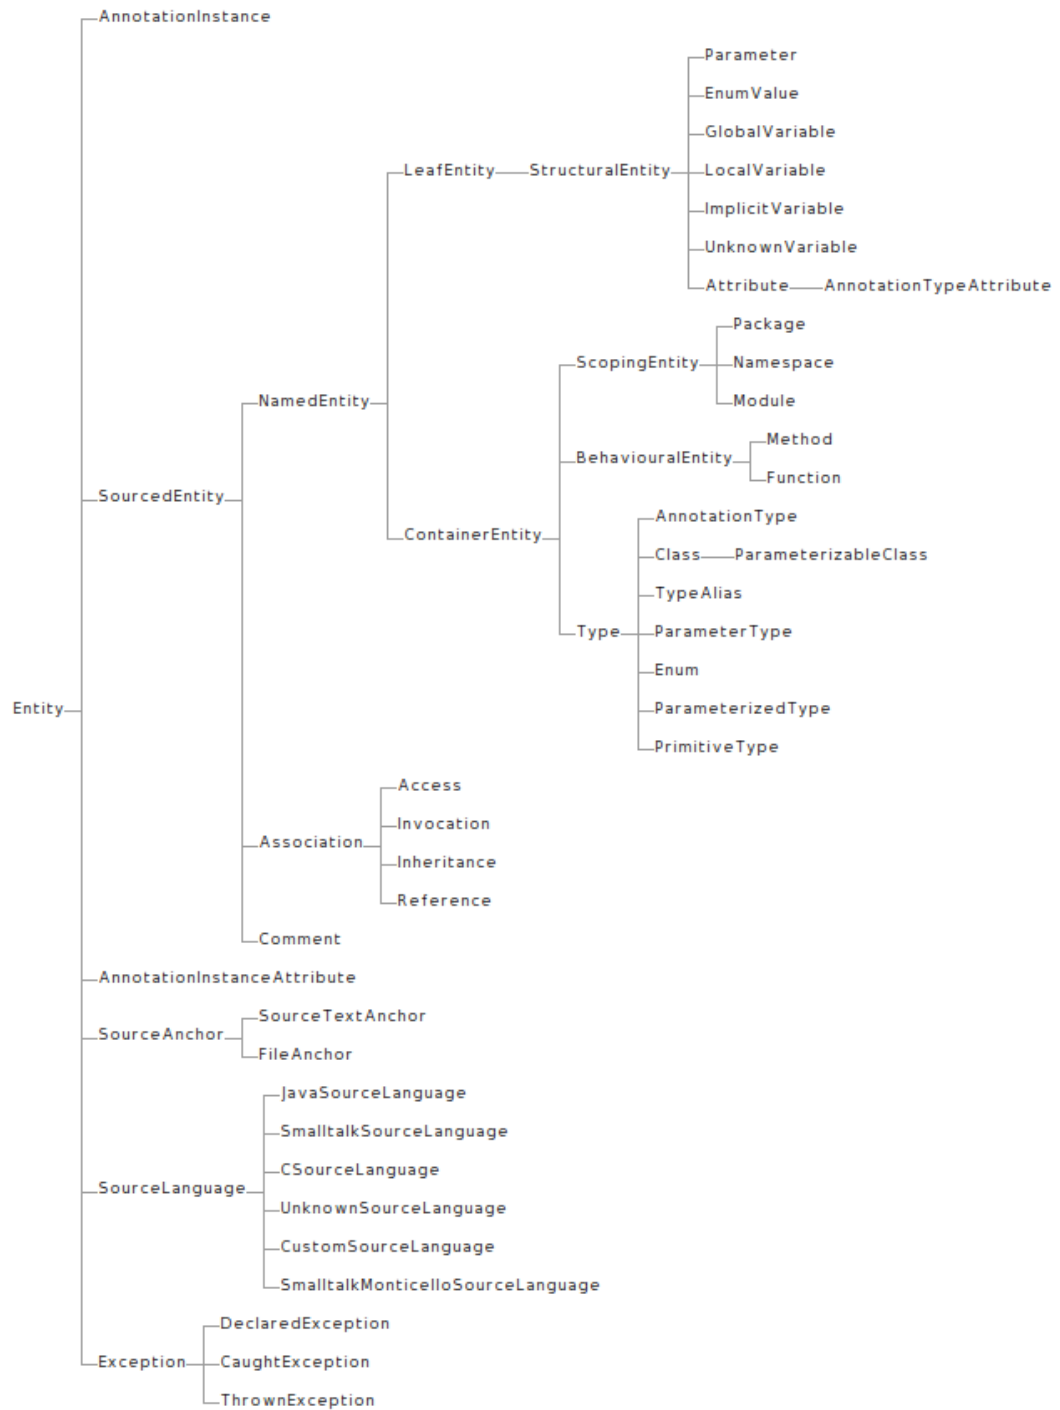 AnnotationInstance
Parameter
EnumValue
GlobalVariable
LeafEntity StructuralEntity LocalVariable
ImplicitVariable
UnknownVariable
Attribute AnnotationTypeAttribute
Package
ScopingEntity Namespace
NamedEntity Module
Method
BehaviouralEntity
Function
SourcedEntity
AnnotationType
ContainerEntity
Class ParameterizableClass
TypeAlias
Type ParameterType
Enum
Entity ParameterizedType
PrimitiveType
Access
Invocation
Association
Inheritance
Reference
Comment
AnnotationInstanceAttribute
SourceTextAnchor
SourceAnchor
FileAnchor
JavaSourceLanguage
SmalltalkSourceLanguage
CSourceLanguage
SourceLanguage
UnknownSourceLanguage
CustomSourceLanguage
SmalltalkMonticelloSourceLanguage
DeclaredException
Exception CaughtException
ThrownException